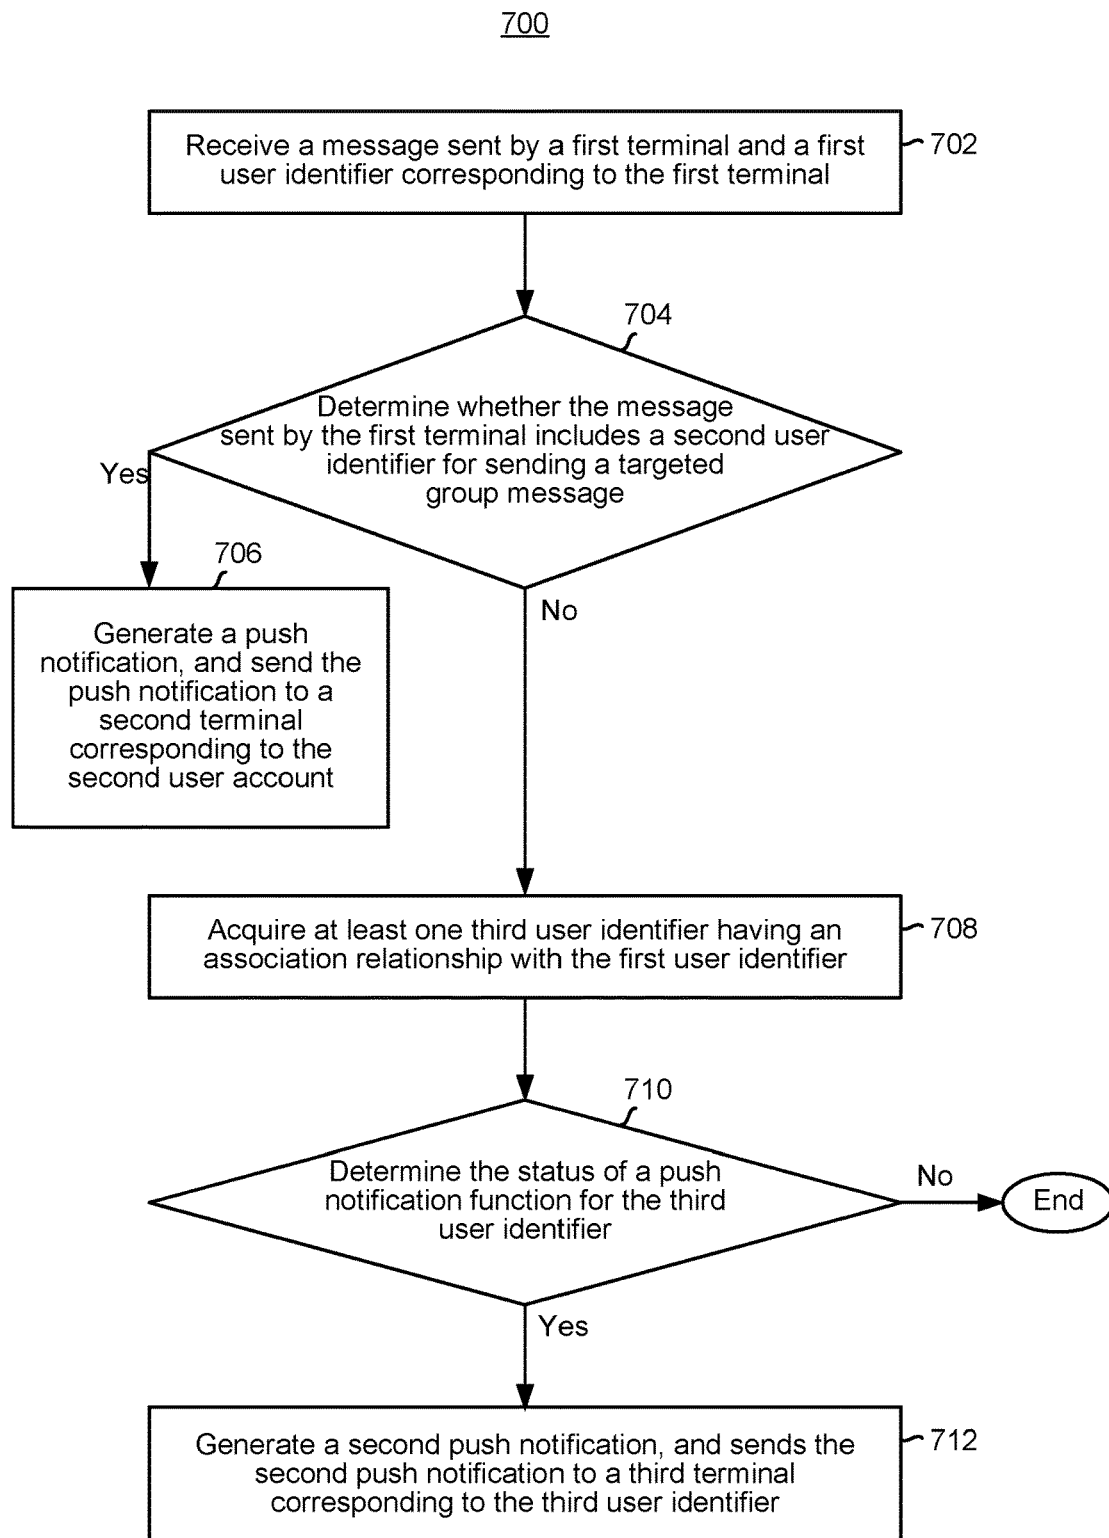 700
Receive a message sent by a first terminal and a first
user identifier corresponding to the first terminal
702
704
Determine whether the message
sent by the first terminal includes a second user
identifier for sending a targeted
group message
Yes
706
No
Generate a push
notification, and send the
push notification to a
second terminal
corresponding to the
second user account
Acquire at least one third user identifier having an
association relationship with the first user identifier
708
710
Determine the status of a push
notification function for the third
user identifier
No
End
Yes
Generate a second push notification, and sends the
second push notification to a third terminal
corresponding to the third user identifier
712